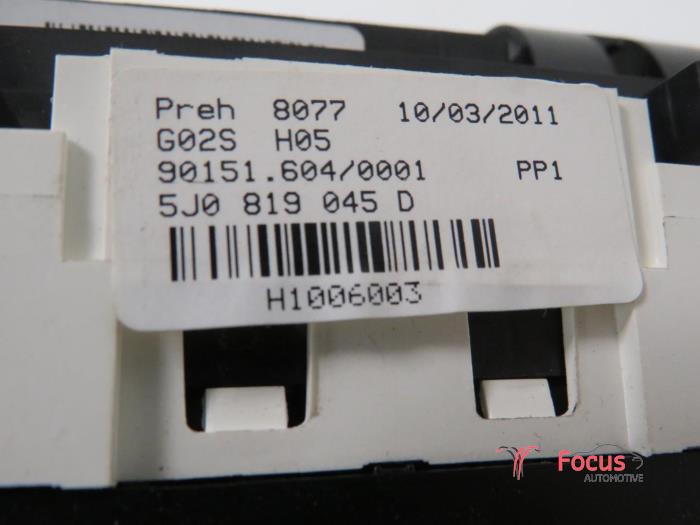 Preh 8077 10/03/2011
G02S H05
90151.604/0001 PP1
5J0 819 045 D
H1006003
Focus
AUTOMOTIVE